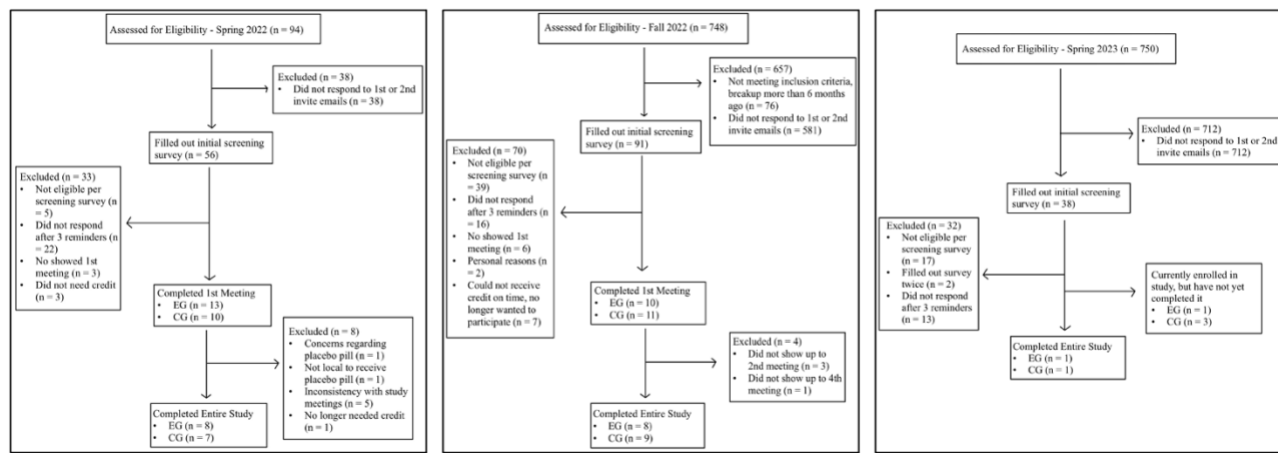 Assessed for Eligibility - Spring 2022 (n = 94)
Excluded (n = 38)
• Did not respond to 1st or 2nd
invite emails (n = 38)
Filled out initial screening
survey (n = 56)
Excluded (n = 33)
• Not eligible per
screening survey (n
= 5)
• Did not respond
after 3 reminders (n
= 22)
• No showed 1st
meeting (n = 3)
• Did not need credit
(n = 3)
Completed 1st Meeting
• EG (n = 13)
• CG (n = 10)
Excluded (n = 8)
• Concerns regarding
placebo pill (n = 1)
• Not local to receive
placebo pill (n = 1)
• Inconsistency with study
meetings (n = 5)
• No longer needed credit
(n = 1)
Completed Entire Study
• EG (n = 8)
• CG (n = 7)
Assessed for Eligibility - Fall 2022 (n = 748)
Excluded (n = 657)
• Not meeting inclusion criteria,
breakup more than 6 months
ago (n = 76)
• Did not respond to 1st or 2nd
invite emails (n = 581)
Filled out initial screening
survey (n = 91)
Excluded (n = 70)
• Not eligible per
screening survey (n
= 39)
• Did not respond
after 3 reminders (n
= 16)
• No showed 1st
meeting (n = 6)
• Personal reasons (n
= 2)
• Could not receive
credit on time, no
longer wanted to
participate (n = 7)
Completed 1st Meeting
• EG (n = 10)
• CG (n = 11)
Excluded (n = 4)
• Did not show up to
2nd meeting (n = 3)
• Did not show up to 4th
meeting (n = 1)
Completed Entire Study
• EG (n = 8)
• CG (n = 9)
Assessed for Eligibility - Spring 2023 (n = 750)
Excluded (n = 712)
• Did not respond to 1st or 2nd
invite emails (n = 712)
Filled out initial screening
survey (n = 38)
Excluded (n = 32)
• Not eligible per
screening survey
(n = 17)
• Filled out survey
twice (n = 2)
• Did not respond
after 3 reminders
(n = 13)
Currently enrolled in
study, but have not yet
completed it
• EG (n = 1)
• CG (n = 3)
Completed Entire Study
• EG (n = 1)
• CG (n = 1)